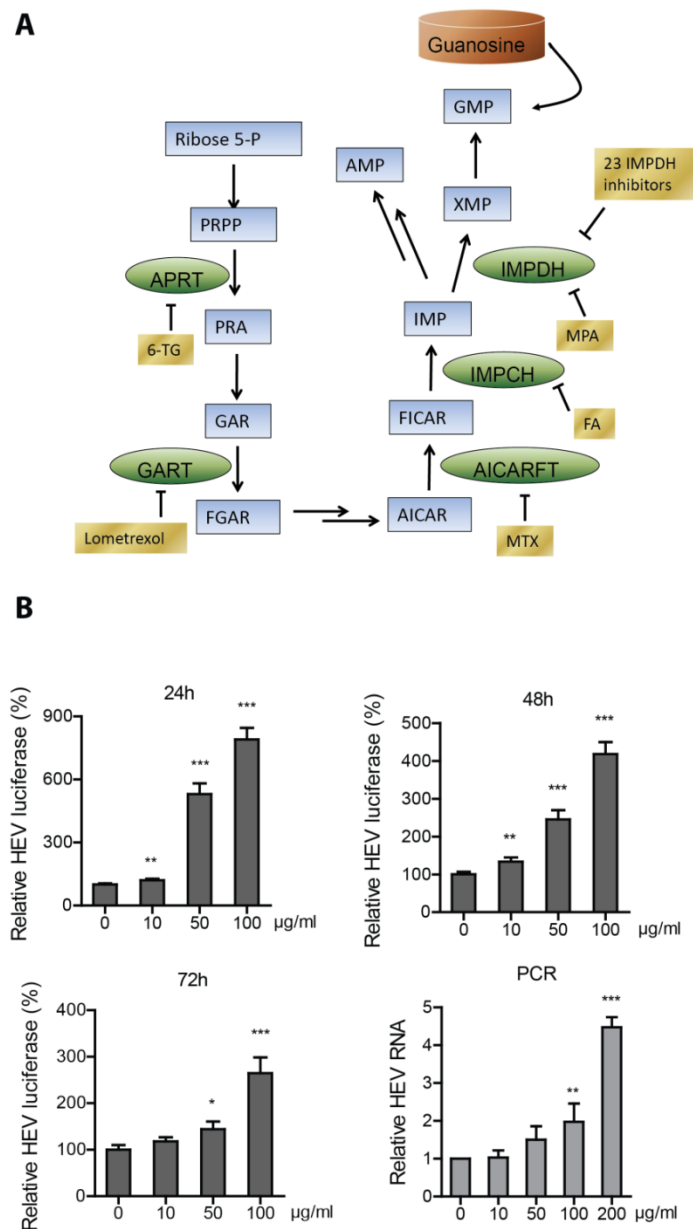 A
Guanosine
GMP
Ribose 5-P
AMP
23 IMPDH
inhibitors
XMP
PRPP
IMPDH
APRT
IMP
PRA
MPA
6-TG
IMPCH
GAR
FICAR
FA
GART
AICARFT
FGAR
AICAR
Lometrexol
MTX
B
24h
Relative HEV luciferase (%)
900
600
300
0
**
***
***
0 10 50 100 µg/ml
48h
Relative HEV luciferase (%)
500
400
300
200
100
0
**
***
***
0 10 50 100 µg/ml
72h
Relative HEV luciferase (%)
400
300
200
100
0
*
***
0 10 50 100 µg/ml
PCR
Relative HEV RNA
5
4
3
2
1
0
**
***
0 10 50 100 200 µg/ml